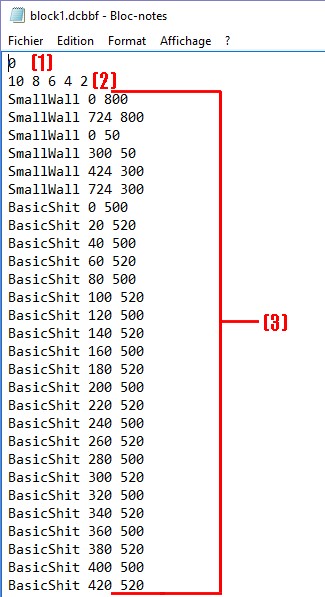 block1.dcbbf - Bloc-notes
Fichier Edition Format Affichage ?
0 (1)
10 8 6 4 2 (2)
SmallWall 0 800
SmallWall 724 800
SmallWall 0 50
SmallWall 300 50
SmallWall 424 300
SmallWall 724 300
BasicShit 0 500
BasicShit 20 520
BasicShit 40 500
BasicShit 60 520
BasicShit 80 500
BasicShit 100 520
BasicShit 120 500
BasicShit 140 520
BasicShit 160 500 (3)
BasicShit 180 520
BasicShit 200 500
BasicShit 220 520
BasicShit 240 500
BasicShit 260 520
BasicShit 280 500
BasicShit 300 520
BasicShit 320 500
BasicShit 340 520
BasicShit 360 500
BasicShit 380 520
BasicShit 400 500
BasicShit 420 520